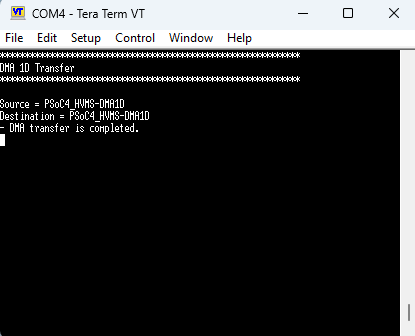 VT COM4 - Tera Term VT
File Edit Setup Control Window Help
**************************************************
DMA 1D Transfer
**************************************************
Source = PSoC4_HVMS-DMA1D
Destination = PSoC4_HVMS-DMA1D
- DMA transfer is completed.